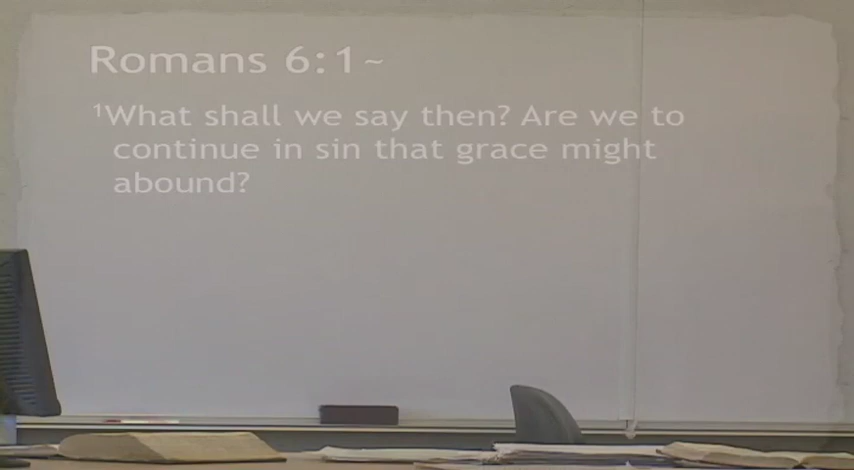 Romans 6:1~
¹What shall we say then? Are we to
continue in sin that grace might
abound?